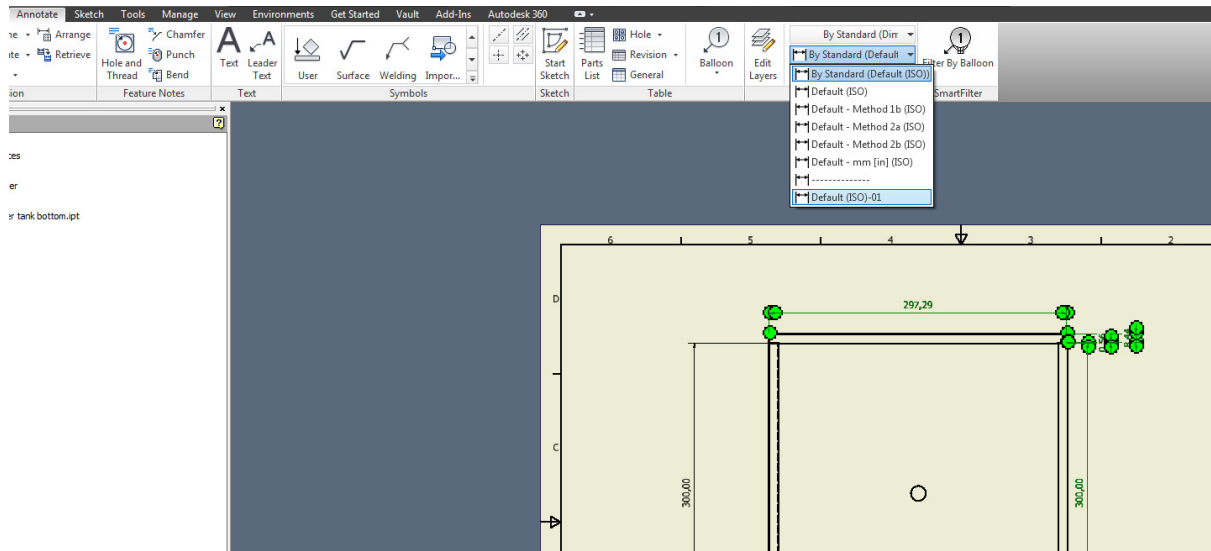 Annotate Sketch Tools Manage View Environments Get Started Vault Add-Ins Autodesk 360
Arrange
Retrieve
Hole and Thread
Chamfer
Punch
Bend
Feature Notes
Text
Leader Text
Text
User
Surface
Welding
Impor...
Symbols
Start Sketch
Sketch
Parts List
Hole
Revision
General
Table
1
Balloon
Edit Layers
By Standard (Dim
By Standard (Default
1
Filter By Balloon
SmartFilter
By Standard (Default (ISO))
Default (ISO)
Default - Method 1b (ISO)
Default - Method 2a (ISO)
Default - Method 2b (ISO)
Default - mm [in] (ISO)
--------------
Default (ISO)-01
tank bottom.ipt
6 5 4 3 2
D
C
297,29
300,00
300,00